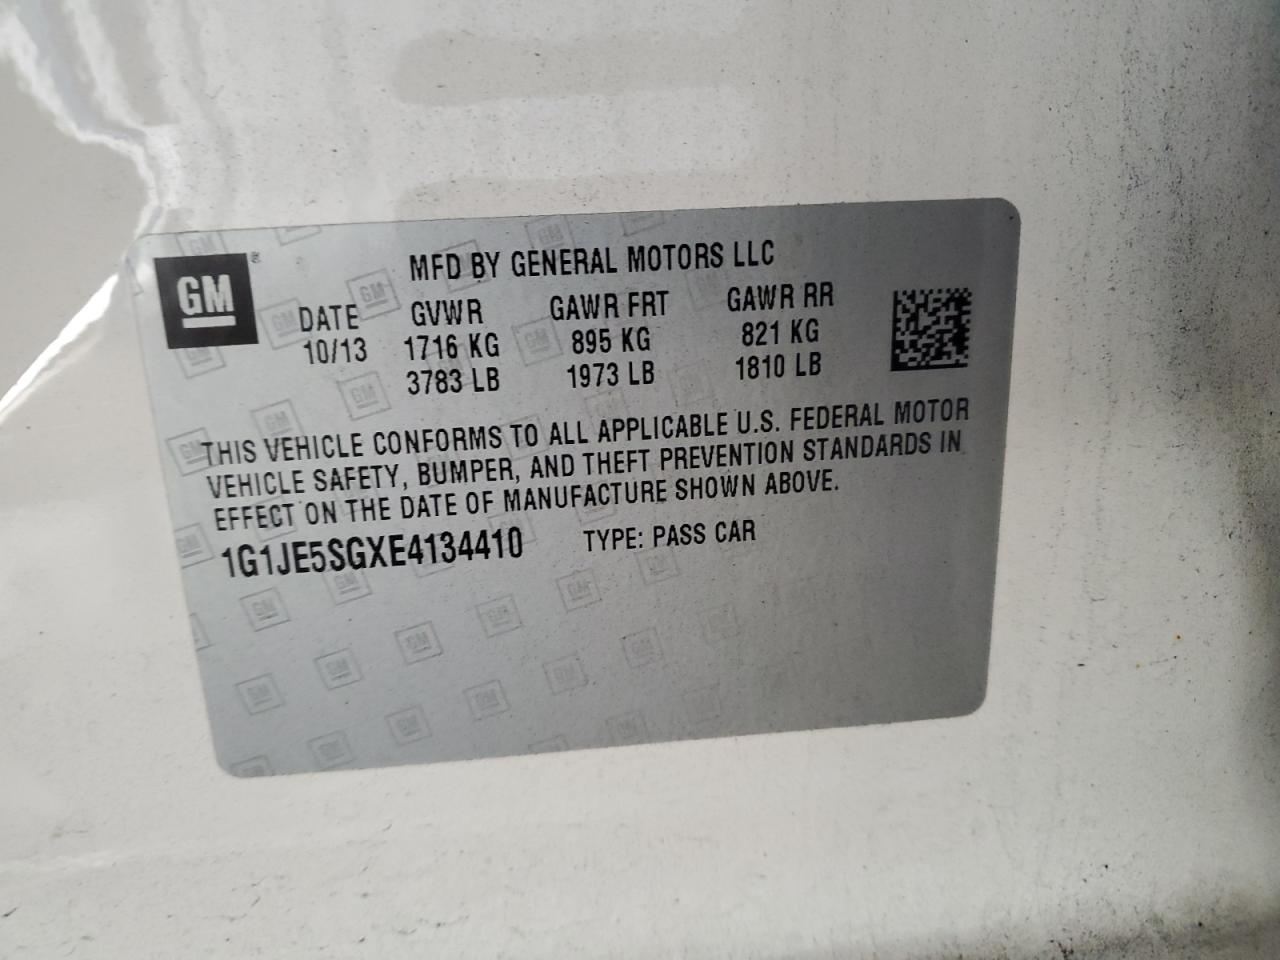 GM
MFD BY GENERAL MOTORS LLC
DATE GVWR GAWR FRT GAWR RR
10/13 1716 KG 895 KG 821 KG
3783 LB 1973 LB 1810 LB
THIS VEHICLE CONFORMS TO ALL APPLICABLE U.S. FEDERAL MOTOR
VEHICLE SAFETY, BUMPER, AND THEFT PREVENTION STANDARDS IN
EFFECT ON THE DATE OF MANUFACTURE SHOWN ABOVE.
1G1JE5SGXE4134410 TYPE: PASS CAR